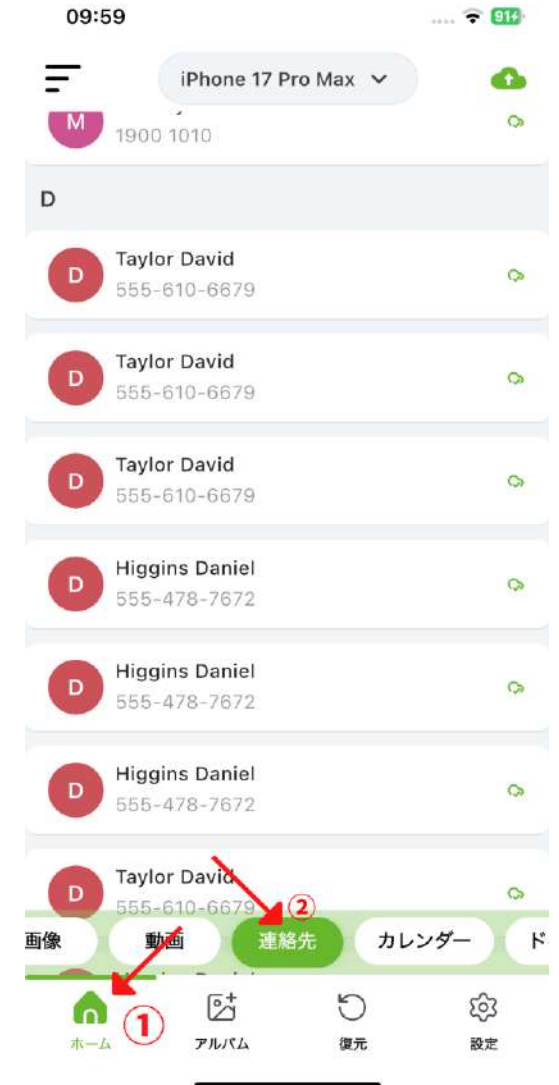 09:59
91
iPhone 17 Pro Max
M
1900 1010
D
D
Taylor David
555-610-6679
D
Taylor David
555-610-6679
D
Taylor David
555-610-6679
D
Higgins Daniel
555-478-7672
D
Higgins Daniel
555-478-7672
D
Higgins Daniel
555-478-7672
D
Taylor David
555-610-6679
②
画像
動画
連絡先
カレンダー
ド
①
ホーム
アルバム
復元
設定